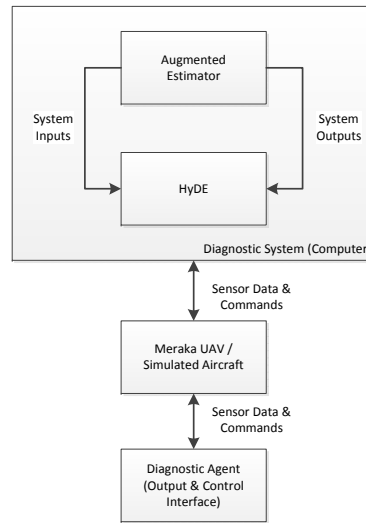 Augmented
Estimator
System
Inputs
System
Outputs
HyDE
Diagnostic System (Computer
Sensor Data &
Commands
Meraka UAV /
Simulated Aircraft
Sensor Data &
Commands
Diagnostic Agent
(Output & Control
Interface)